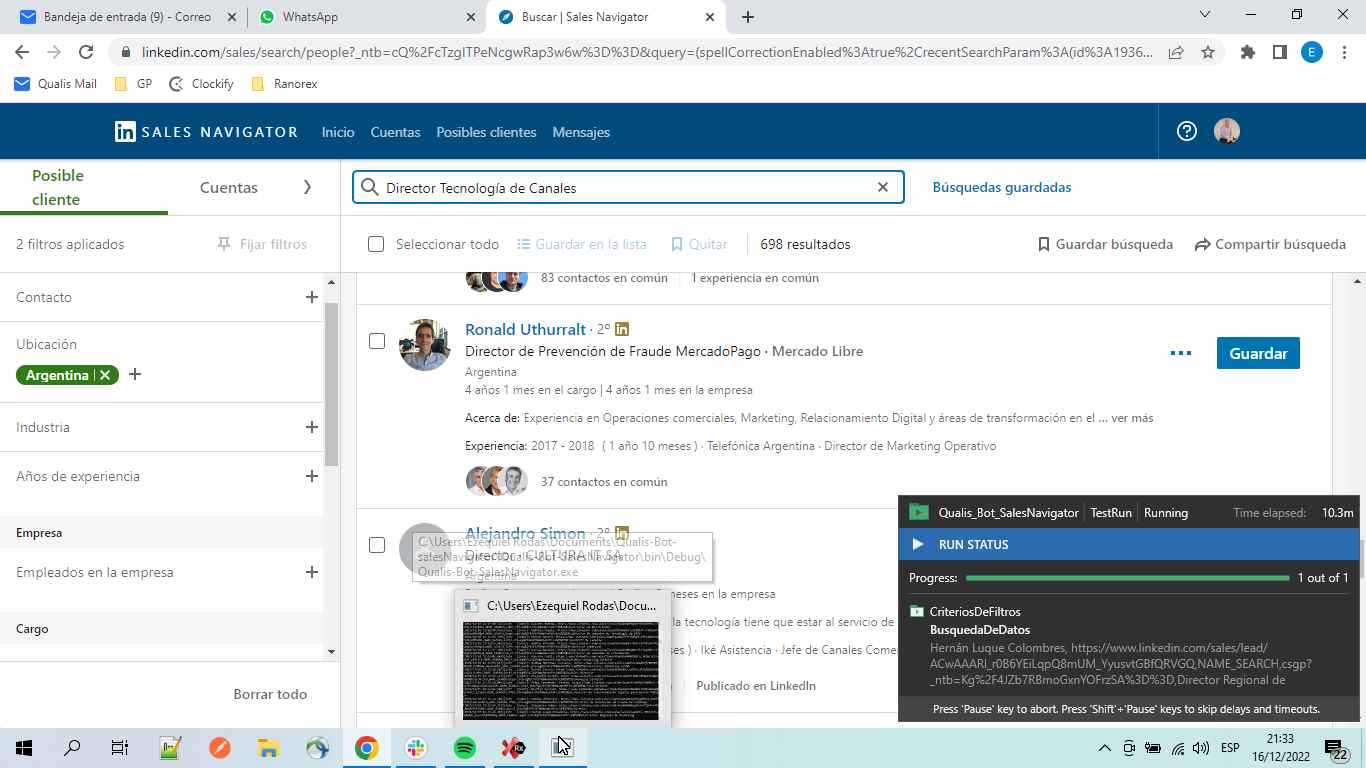 Bandeja de entrada (9) - Correo
WhatsApp
Buscar | Sales Navigator
linkedin.com/sales/search/people?_ntb=cQ%2FcTzgITPeNcgwRap3w6w%3D%3D&query=(spellCorrectionEnabled%3Atrue%2CrecentSearchParam%3A(id%3A1936...
E
Qualis Mail
GP
Clockify
Ranorex
in SALES NAVIGATOR
Inicio
Cuentas
Posibles clientes
Mensajes
Posible
cliente
Cuentas
Director Tecnología de Canales
Búsquedas guardadas
2 filtros aplicados
Fijar filtros
Seleccionar todo
Guardar en la lista
Quitar
698 resultados
Guardar búsqueda
Compartir búsqueda
Contacto
Ubicación
Argentina
Industria
Años de experiencia
Empresa
Empleados en la empresa
Cargo
Borrar todo
83 contactos en común
1 experiencia en común
Ronald Uthurralt · 2º in
Director de Prevención de Fraude MercadoPago · Mercado Libre
Argentina
4 años 1 mes en el cargo | 4 años 1 mes en la empresa
Acerca de: Experiencia en Operaciones comerciales, Marketing, Relacionamiento Digital y áreas de transformación en el ... ver más
Experiencia: 2017 - 2018 ( 1 año 10 meses ) · Telefónica Argentina · Director de Marketing Operativo
37 contactos en común
Guardar
Alejandro Simon · 2º in
Director · CULTURA IT SA
Argentina
meses en la empresa
la tecnología tiene que estar al servicio de
ses ) · Iké Asistencia · Jefe de Canales Comer
Publicado en LinkedIn
C:\Users\Ezequiel Rodas\Documents\Qualis-Bot-
salesNavigator\Qualis-Bot-SalesNavigator\bin\Debug\
Qualis-Bot-SalesNavigator.exe
C:\Users\Ezequiel Rodas\Docu...
Qualis_Bot_SalesNavigator
TestRun
Running
Time elapsed:
10.3m
RUN STATUS
Progress:
1 out of 1
CriteriosDeFiltros
BusquedaDeDatos
Hernán Luque Colombres, https://www.linkedin.com/sales/lead/
ACwAAARI_r0B6YEiLqpQ8mUM_YyusvtGBfQRVGQ,NAME_SEARCH,csgp?
_ntb=Kg%2F4JZb7RBmoGxnYOFrzSA%3D%3D,Director Regional de
Press 'Pause' key to abort. Press 'Shift'+'Pause' keys to skip delays and timeouts.
ESP
21:33
16/12/2022
22